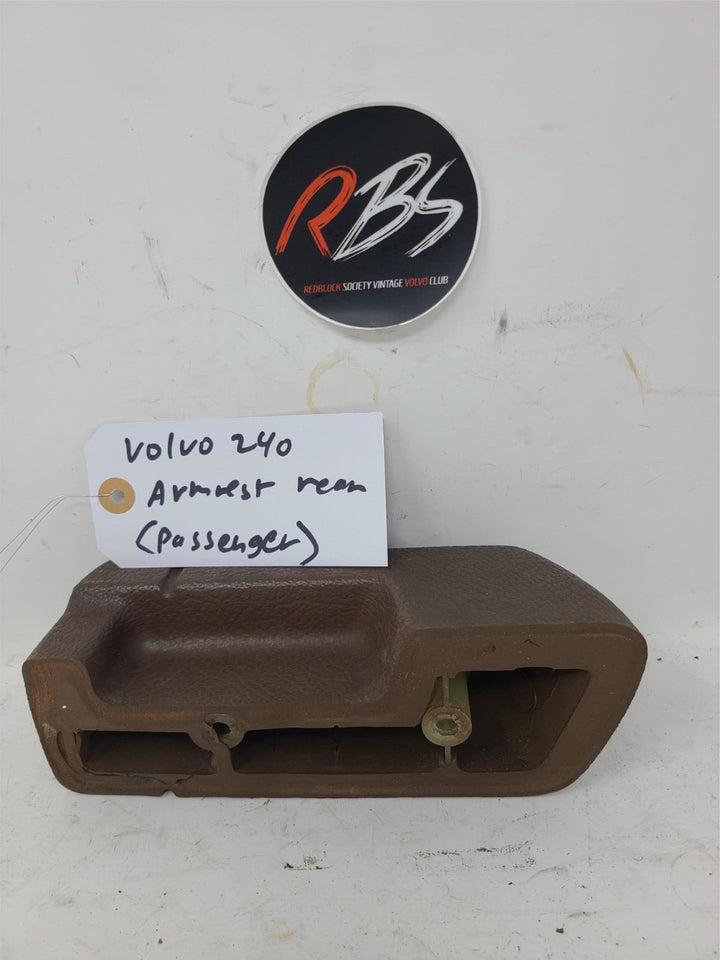 RBS
REDBLOCK SOCIETY VINTAGE VOLVO CLUB
Volvo 240
Armrest rear
(Passenger)